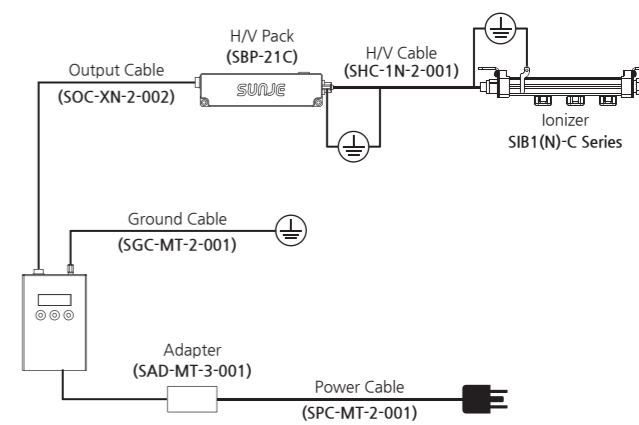 H/V Pack
(SBP-21C)
H/V Cable
(SHC-1N-2-001)
Output Cable
(SOC-XN-2-002)
SUNJE
Ionizer
SIB1(N)-C Series
Ground Cable
(SGC-MT-2-001)
Adapter
(SAD-MT-3-001)
Power Cable
(SPC-MT-2-001)